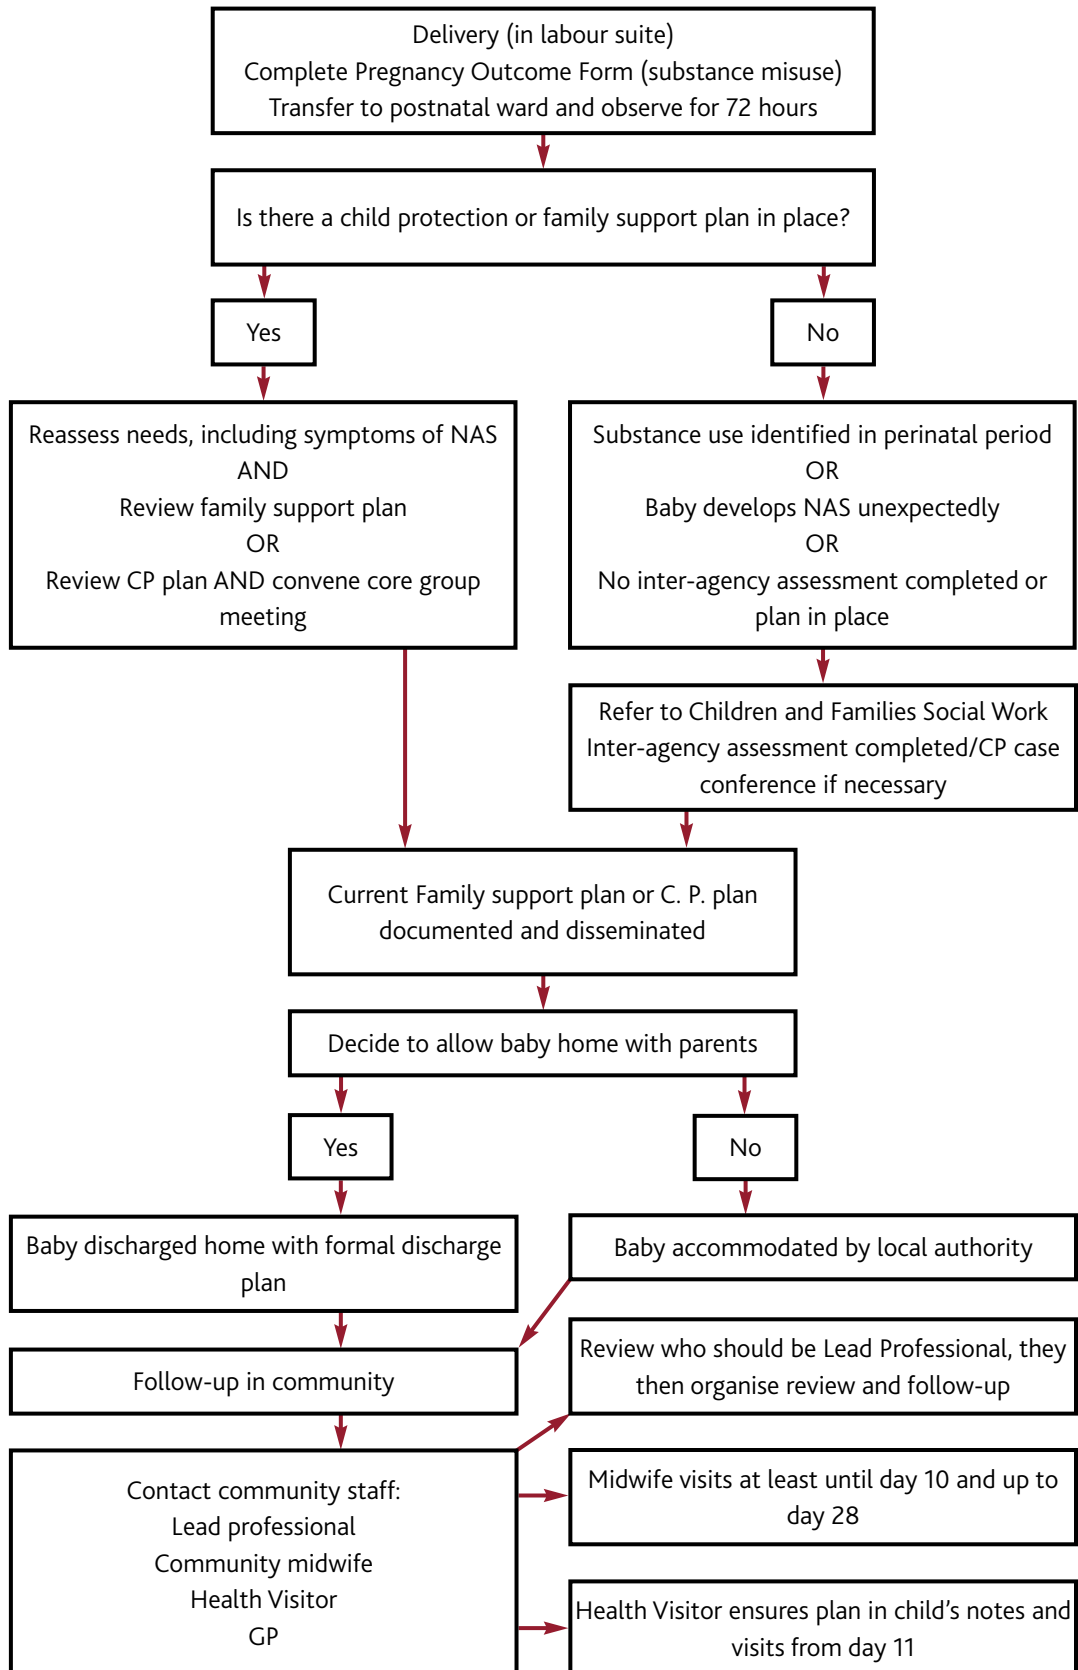 Delivery (in labour suite)
Complete Pregnancy Outcome Form (substance misuse)
Transfer to postnatal ward and observe for 72 hours
Is there a child protection or family support plan in place?
Yes
No
Reassess needs, including symptoms of NAS
AND
Review family support plan
OR
Review CP plan AND convene core group
meeting
Substance use identified in perinatal period
OR
Baby develops NAS unexpectedly
OR
No inter-agency assessment completed or
plan in place
Refer to Children and Families Social Work
Inter-agency assessment completed/CP case
conference if necessary
Current Family support plan or C. P. plan
documented and disseminated
Decide to allow baby home with parents
Yes
No
Baby discharged home with formal discharge
plan
Baby accommodated by local authority
Follow-up in community
Review who should be Lead Professional, they
then organise review and follow-up
Contact community staff:
Lead professional
Community midwife
Health Visitor
GP
Midwife visits at least until day 10 and up to
day 28
Health Visitor ensures plan in child’s notes and
visits from day 11